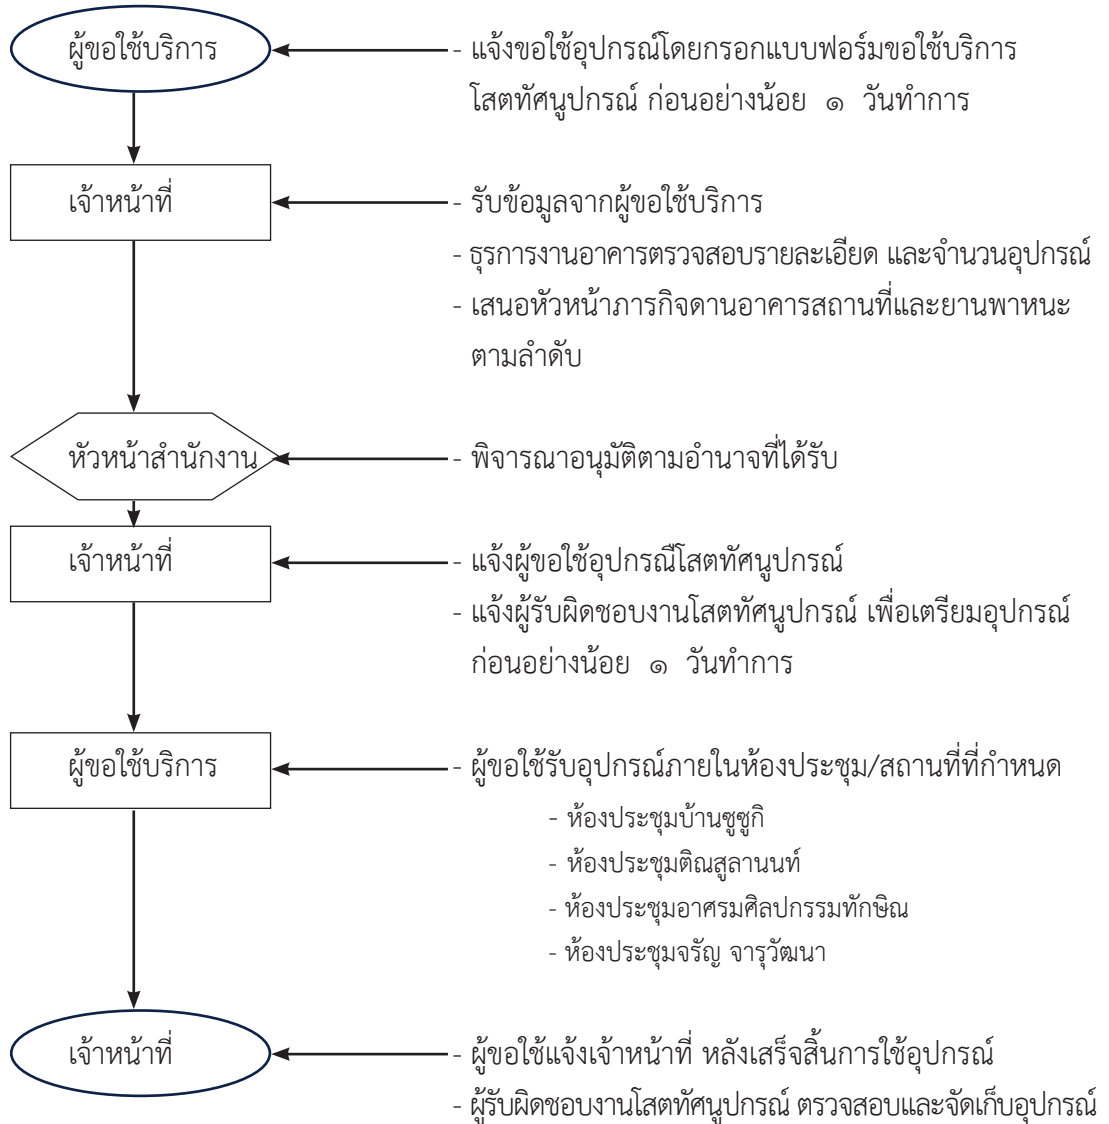 ผู้ขอใช้บริการ
- แจ้งขอใช้อุปกรณ์โดยกรอกแบบฟอร์มขอใช้บริการ
โสตทัศนูปกรณ์ ก่อนอย่างน้อย ๑ วันทำการ
เจ้าหน้าที่
- รับข้อมูลจากผู้ขอใช้บริการ
- ธุรการงานอาคารตรวจสอบรายละเอียด และจำนวนอุปกรณ์
- เสนอหัวหน้าภารกิจดานอาคารสถานที่และยานพาหนะ
ตามลำดับ
หัวหน้าสำนักงาน
- พิจารณาอนุมัติตามอำนาจที่ได้รับ
เจ้าหน้าที่
- แจ้งผู้ขอใช้อุปกรณืโสตทัศนูปกรณ์
- แจ้งผู้รับผิดชอบงานโสตทัศนูปกรณ์ เพื่อเตรียมอุปกรณ์
ก่อนอย่างน้อย ๑ วันทำการ
ผู้ขอใช้บริการ
- ผู้ขอใช้รับอุปกรณ์ภายในห้องประชุม/สถานที่ที่กำหนด
- ห้องประชุมบ้านซูซูกิ
- ห้องประชุมติณสูลานนท์
- ห้องประชุมอาศรมศิลปกรรมทักษิณ
- ห้องประชุมจรัญ จารุวัฒนา
เจ้าหน้าที่
- ผู้ขอใช้แจ้งเจ้าหน้าที่ หลังเสร็จสิ้นการใช้อุปกรณ์
- ผู้รับผิดชอบงานโสตทัศนูปกรณ์ ตรวจสอบและจัดเก็บอุปกรณ์